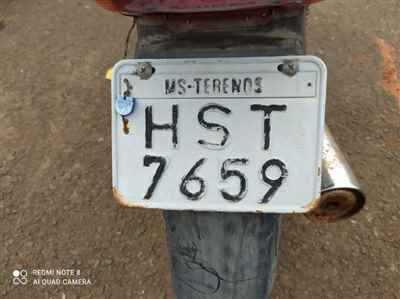 MS-TERENOS
HST
7659
REDMI NOTE 8
AI QUAD CAMERA